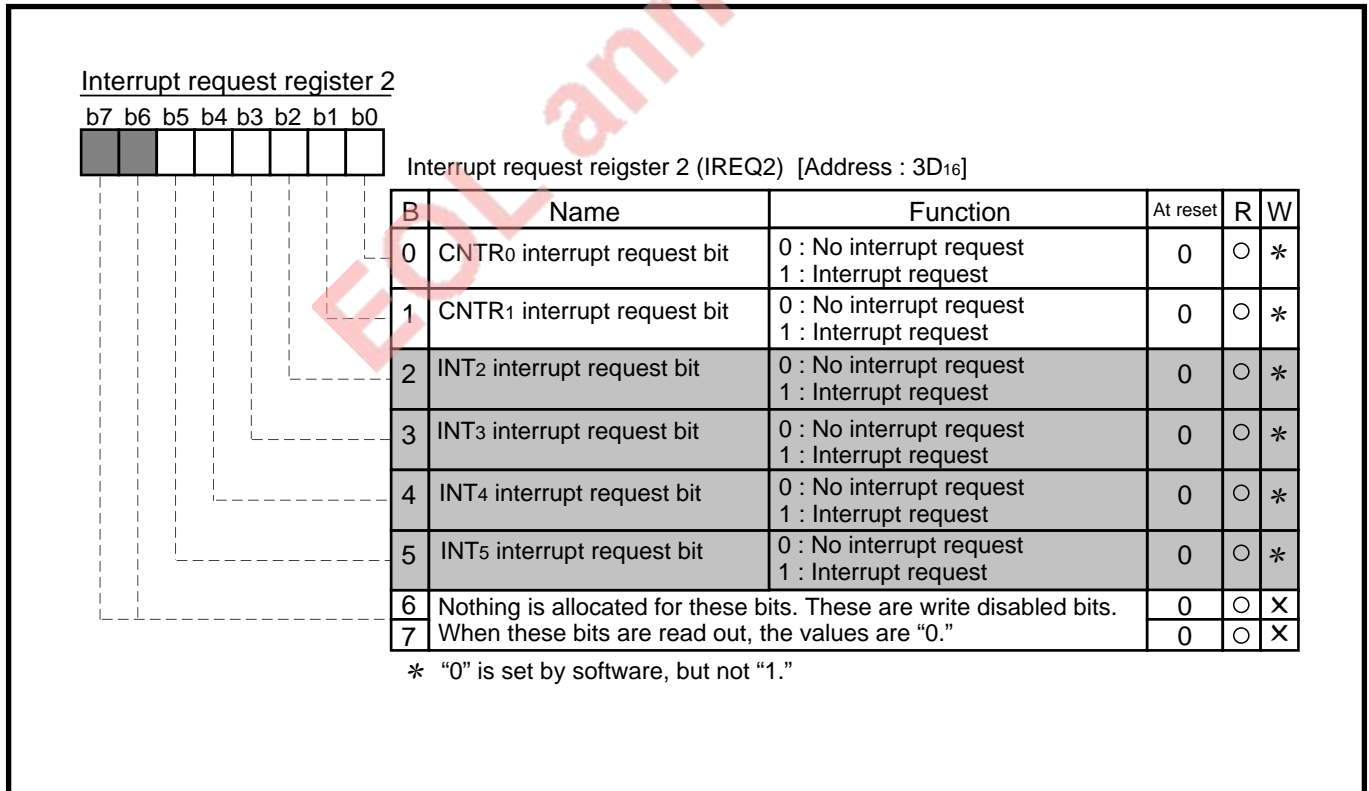 EOL ann
Interrupt request register 2
b7 b6 b5 b4 b3 b2 b1 b0
Interrupt request reigster 2 (IREQ2) [Address : 3D16]
B Name Function At reset R W
0 CNTR0 interrupt request bit 0 : No interrupt request 0 ○ *
1 : Interrupt request
1 CNTR1 interrupt request bit 0 : No interrupt request 0 ○ *
1 : Interrupt request
2 INT2 interrupt request bit 0 : No interrupt request 0 ○ *
1 : Interrupt request
3 INT3 interrupt request bit 0 : No interrupt request 0 ○ *
1 : Interrupt request
4 INT4 interrupt request bit 0 : No interrupt request 0 ○ *
1 : Interrupt request
5 INT5 interrupt request bit 0 : No interrupt request 0 ○ *
1 : Interrupt request
6 Nothing is allocated for these bits. These are write disabled bits. 0 ○ ×
7 When these bits are read out, the values are “0.” 0 ○ ×
* “0” is set by software, but not “1.”